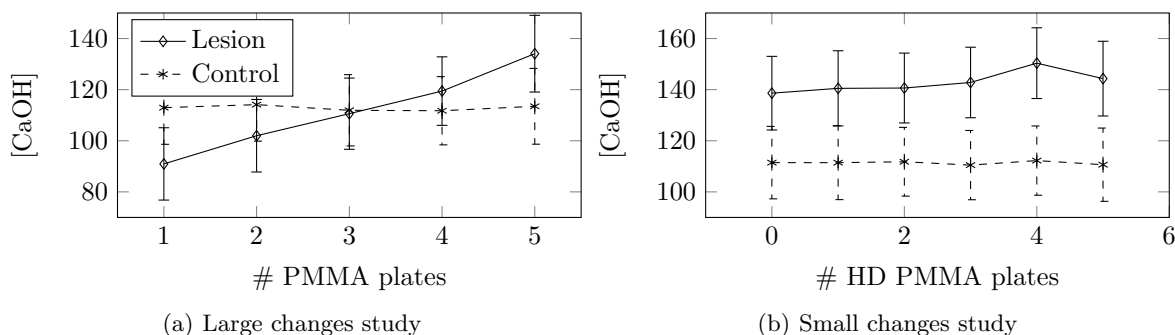 Lesion
Control
140
120
100
80
[CaOH]
1 2 3 4 5
# PMMA plates
(a) Large changes study
160
140
120
100
[CaOH]
0 2 4 6
# HD PMMA plates
(b) Small changes study